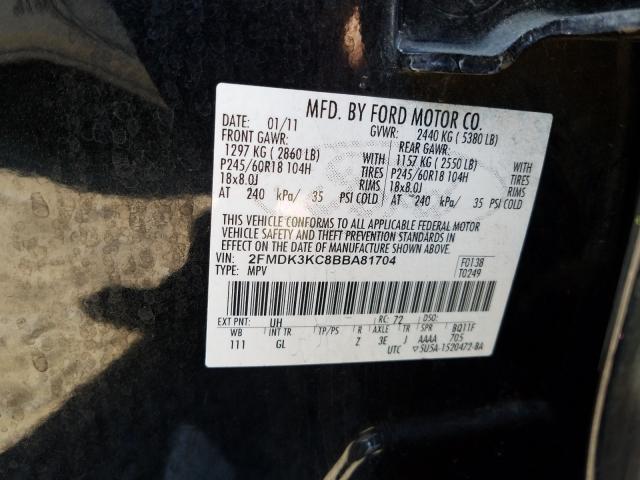 MFD. BY FORD MOTOR CO.
DATE: 01/11 GVWR: 2440 KG ( 5380 LB)
FRONT GAWR: REAR GAWR:
1297 KG ( 2860 LB) WITH 1157 KG ( 2550 LB) WITH
P245/60R18 104H TIRES P245/60R18 104H TIRES
18x8.0J RIMS 18x8.0J RIMS
AT 240 kPa/ 35 PSI COLD AT 240 kPa/ 35 PSI COLD
THIS VEHICLE CONFORMS TO ALL APPLICABLE FEDERAL MOTOR
VEHICLE SAFETY AND THEFT PREVENTION STANDARDS IN
EFFECT ON THE DATE OF MANUFACTURE SHOWN ABOVE.
VIN: 2FMDK3KC8BBA81704 F0138
TYPE: MPV T0249
EXT PNT: UH RC: 72 DSO:
WB INT TR TP/PS R AXLE TR SPR BQ11F
111 GL Z 3E J AAAA 705
UTC 5USA-1520472-BA